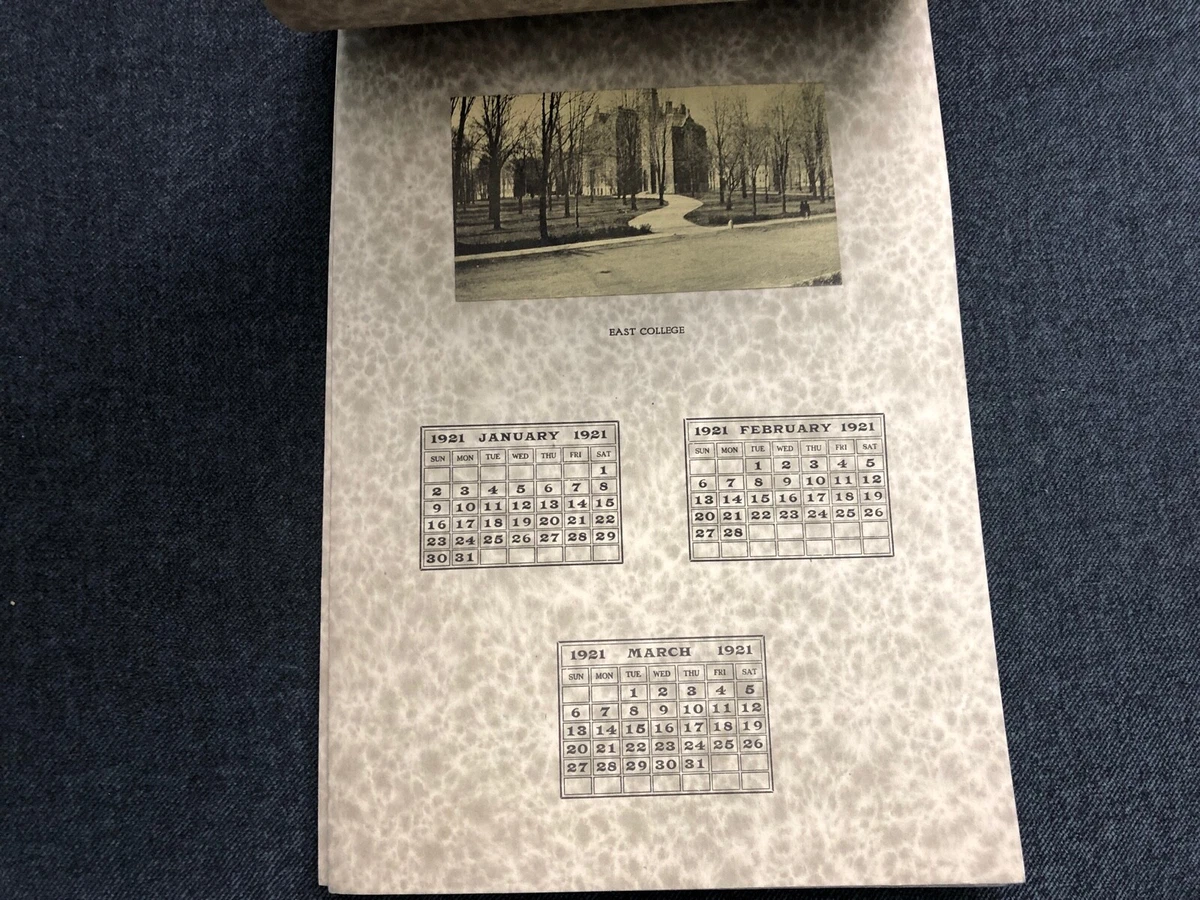 EAST COLLEGE
1921 JANUARY 1921
SUN MON TUE WED THU FRI SAT
1
2 3 4 5 6 7 8
9 10 11 12 13 14 15
16 17 18 19 20 21 22
23 24 25 26 27 28 29
30 31
1921 FEBRUARY 1921
SUN MON TUE WED THU FRI SAT
1 2 3 4 5
6 7 8 9 10 11 12
13 14 15 16 17 18 19
20 21 22 23 24 25 26
27 28
1921 MARCH 1921
SUN MON TUE WED THU FRI SAT
1 2 3 4 5
6 7 8 9 10 11 12
13 14 15 16 17 18 19
20 21 22 23 24 25 26
27 28 29 30 31